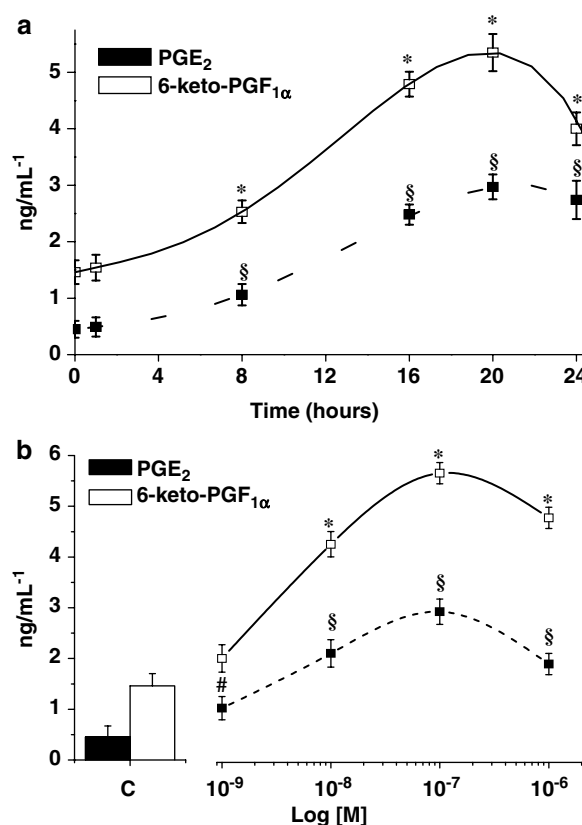 a
PGE₂
6-keto-PGF₁α
ng/mL⁻¹
5
4
3
2
1
0
* * * *
§ § § §
0 4 8 12 16 20 24
Time (hours)
b
PGE₂
6-keto-PGF₁α
ng/mL⁻¹
6
5
4
3
2
1
0
* * *
# § § §
C
10⁻⁹ 10⁻⁸ 10⁻⁷ 10⁻⁶
Log [M]